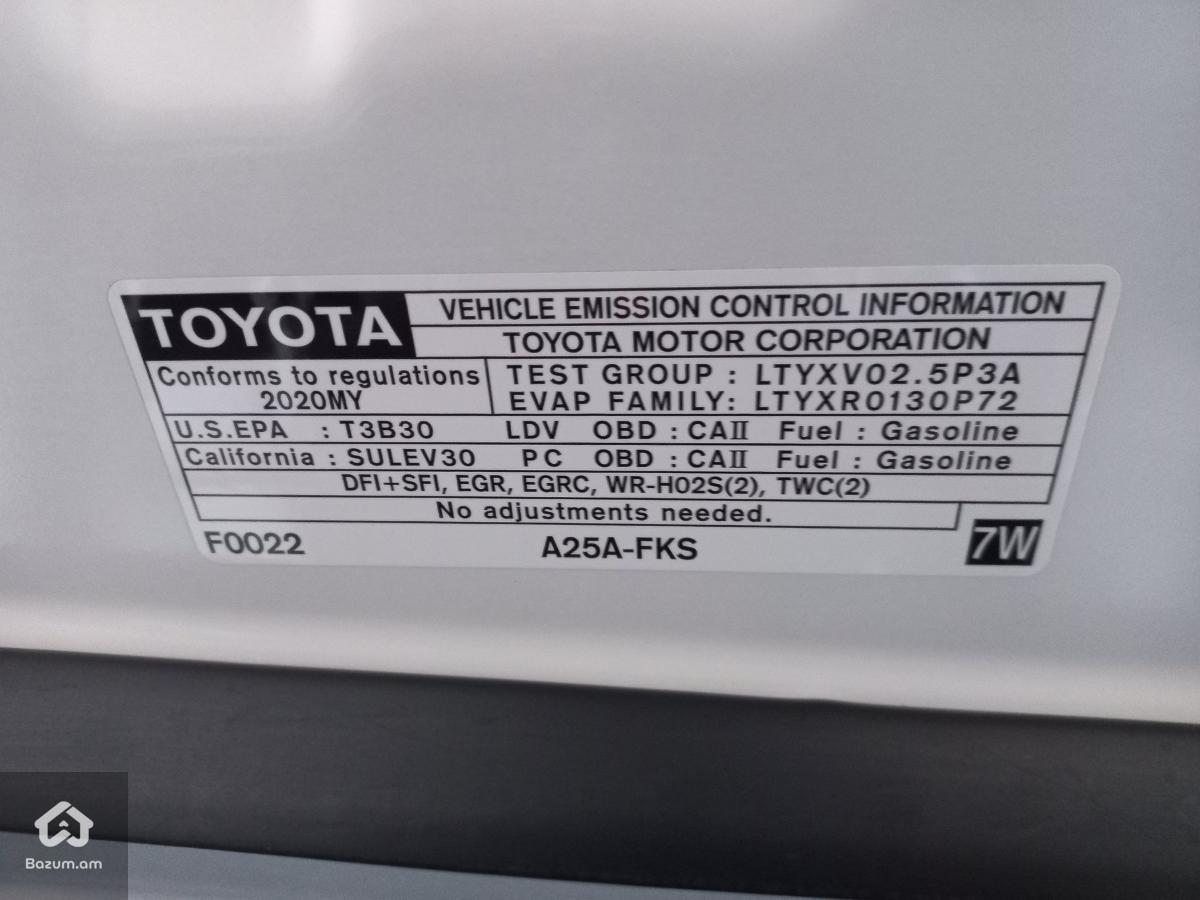 TOYOTA
VEHICLE EMISSION CONTROL INFORMATION
TOYOTA MOTOR CORPORATION
Conforms to regulations
2020MY
TEST GROUP : LTYXV02.5P3A
EVAP FAMILY: LTYXR0130P72
U.S.EPA : T3B30 LDV OBD : CAII Fuel : Gasoline
California : SULEV30 PC OBD : CAII Fuel : Gasoline
DFI+SFI, EGR, EGRC, WR-HO2S(2), TWC(2)
No adjustments needed.
F0022 A25A-FKS 7W
Bazum.am